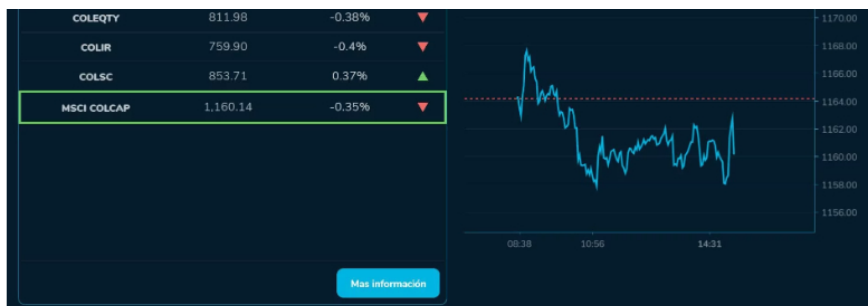 COLEQTY 811.98 -0.38%
COLIR 759.90 -0.4%
COLSC 853.71 0.37%
MSCI COLCAP 1,160.14 -0.35%
Mas información
1170.00
1168.00
1166.00
1164.00
1162.00
1160.00
1158.00
1156.00
08:38 10:56 14:31